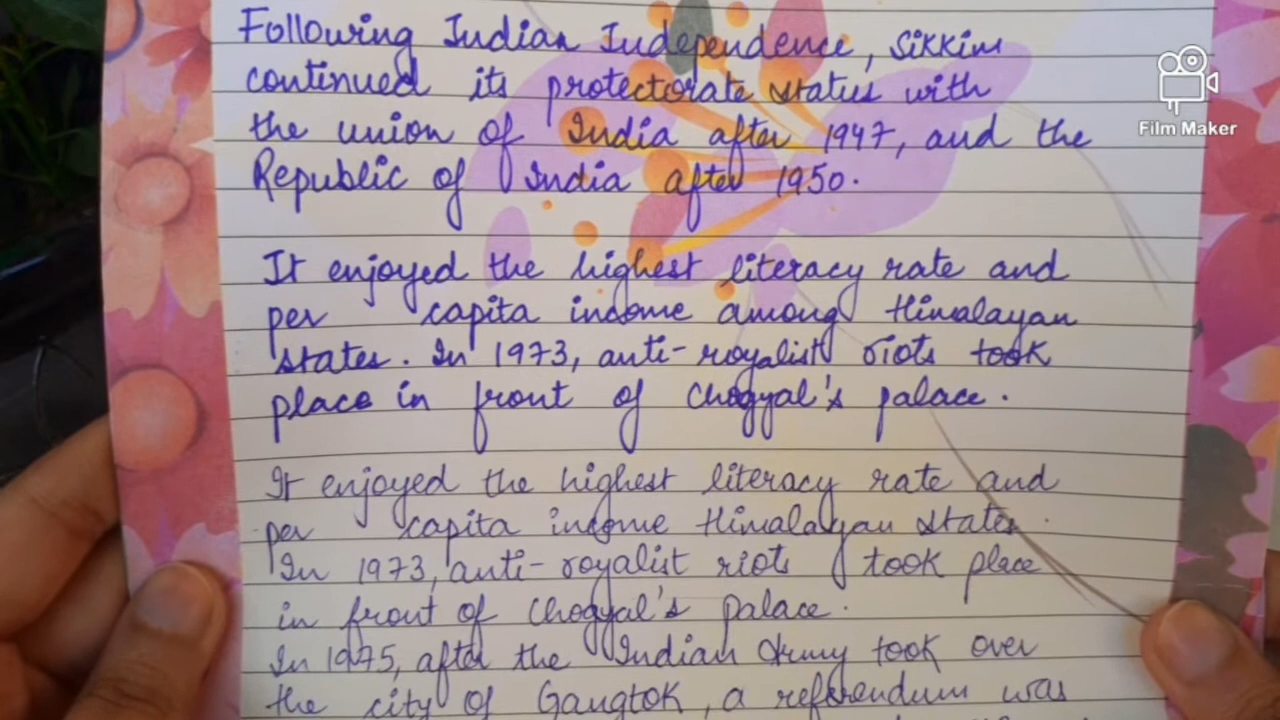 Following Indian Independence, Sikkim
continued its protectorate status with
the union of India after 1947, and the
Republic of India after 1950.
It enjoyed the highest literacy rate and
per capita income among Himalayan
states. In 1973, anti-royalist riots took
place in front of Chogyal's palace.
It enjoyed the highest literacy rate and
per capita income Himalayan states.
In 1973, anti-royalist riots took place
in front of Chogyal's palace.
In 1975, after the Indian Army took over
the city of Gangtok, a referendum was
Film Maker